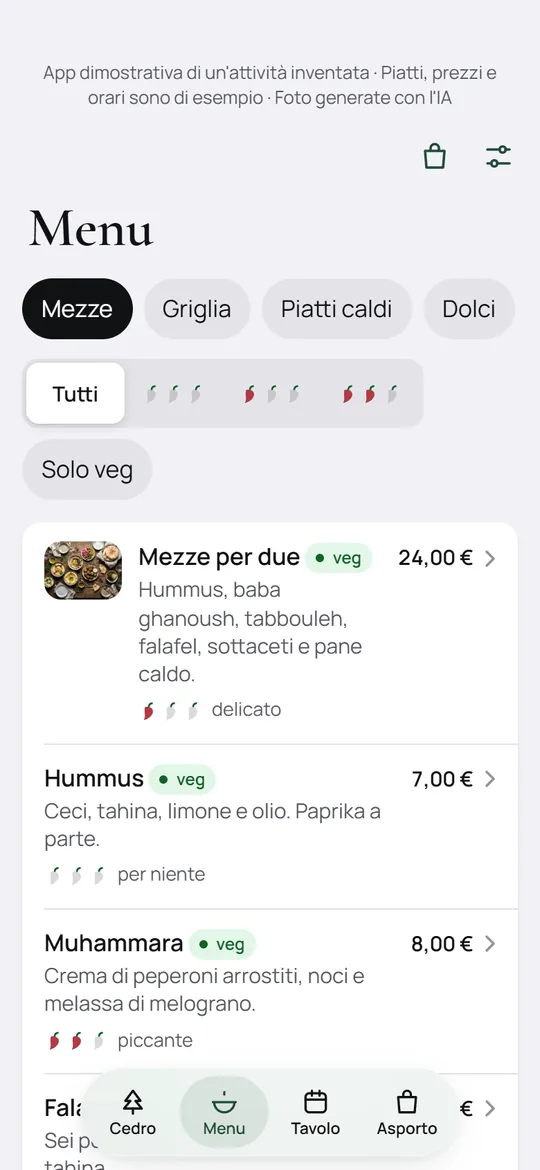 App dimostrativa di un'attività inventata · Piatti, prezzi e
orari sono di esempio · Foto generate con l'IA
Menu
Mezze Griglia Piatti caldi Dolci
Tutti
Solo veg
Mezze per due veg 24,00 €
Hummus, baba
ghanoush, tabbouleh,
falafel, sottaceti e pane
caldo.
delicato
Hummus veg 7,00 €
Ceci, tahina, limone e olio. Paprika a
parte.
per niente
Muhammara veg 8,00 €
Crema di peperoni arrostiti, noci e
melassa di melograno.
piccante
€
Sei
tahina
Cedro Menu Tavolo Asporto